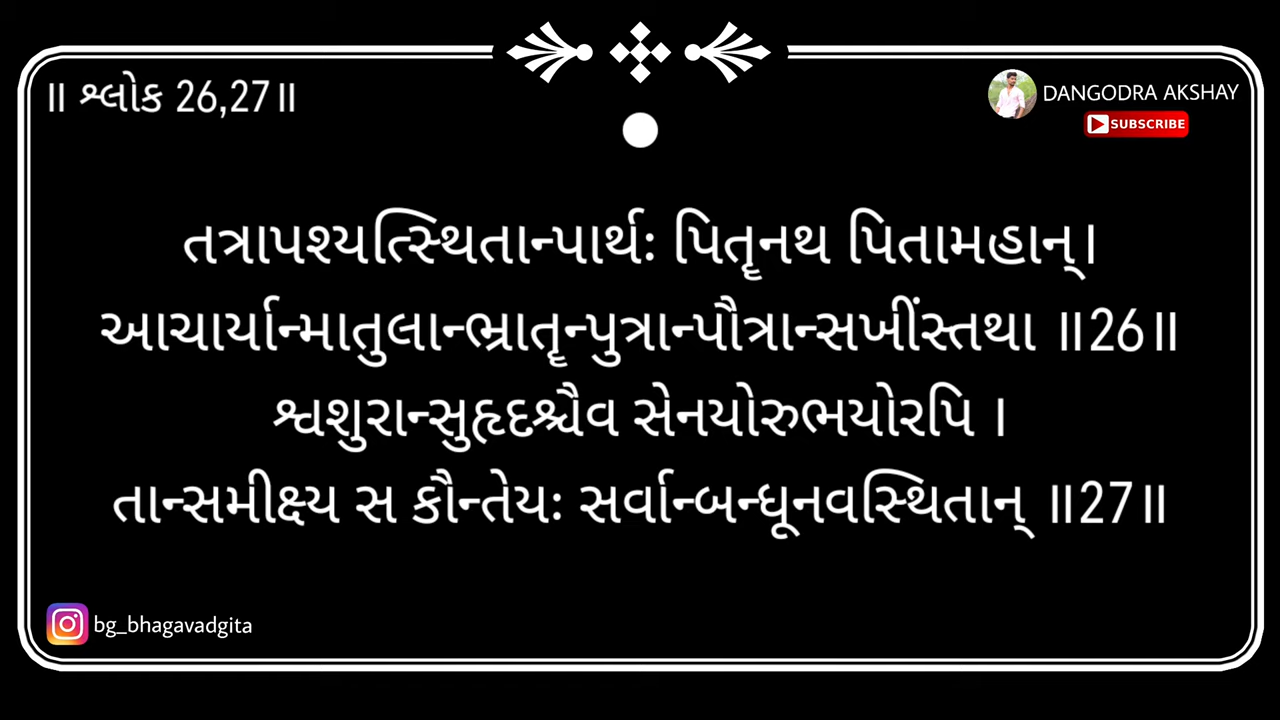 ॥ શ્લોક 26,27॥
DANGODRA AKSHAY
SUBSCRIBE
તત્રાપશ્યત્સ્થિતાન્પાર્થઃ પિતૄનથ પિતામહાન્।
આચાર્યાન્માતુલાન્ભ્રાતૄન્પુત્રાન્પૌત્રાન્સખીંસ્તથા ॥26॥
શ્વશુરાન્સુહૃદશ્ચૈવ સેનયોરુભયોરપિ ।
તાન્સમીક્ષ્ય સ કૌન્તેયઃ સર્વાન્બન્ધૂનવસ્થિતાન્ ॥27॥
bg_bhagavadgita